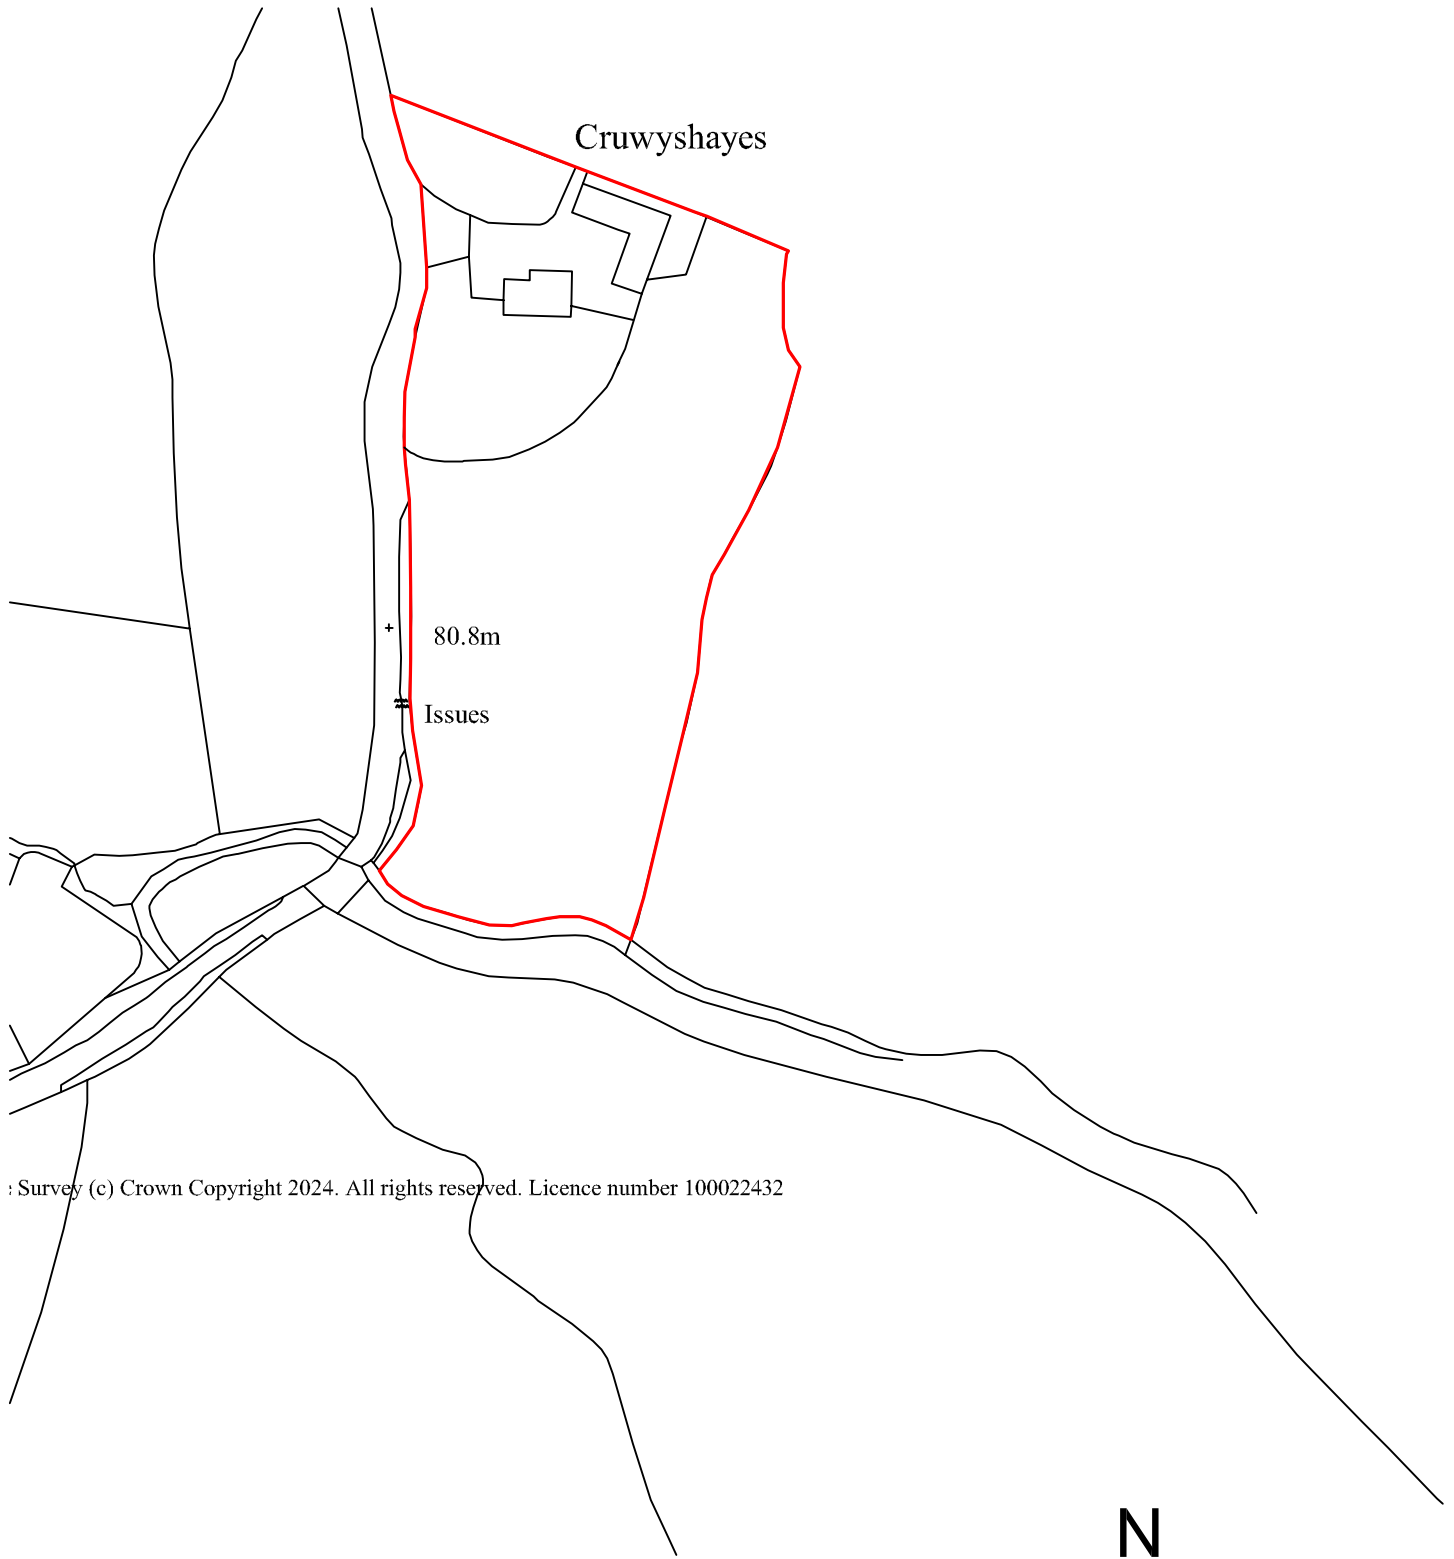 Cruwyshayes
80.8m
Issues
Survey (c) Crown Copyright 2024. All rights reserved. Licence number 100022432
N